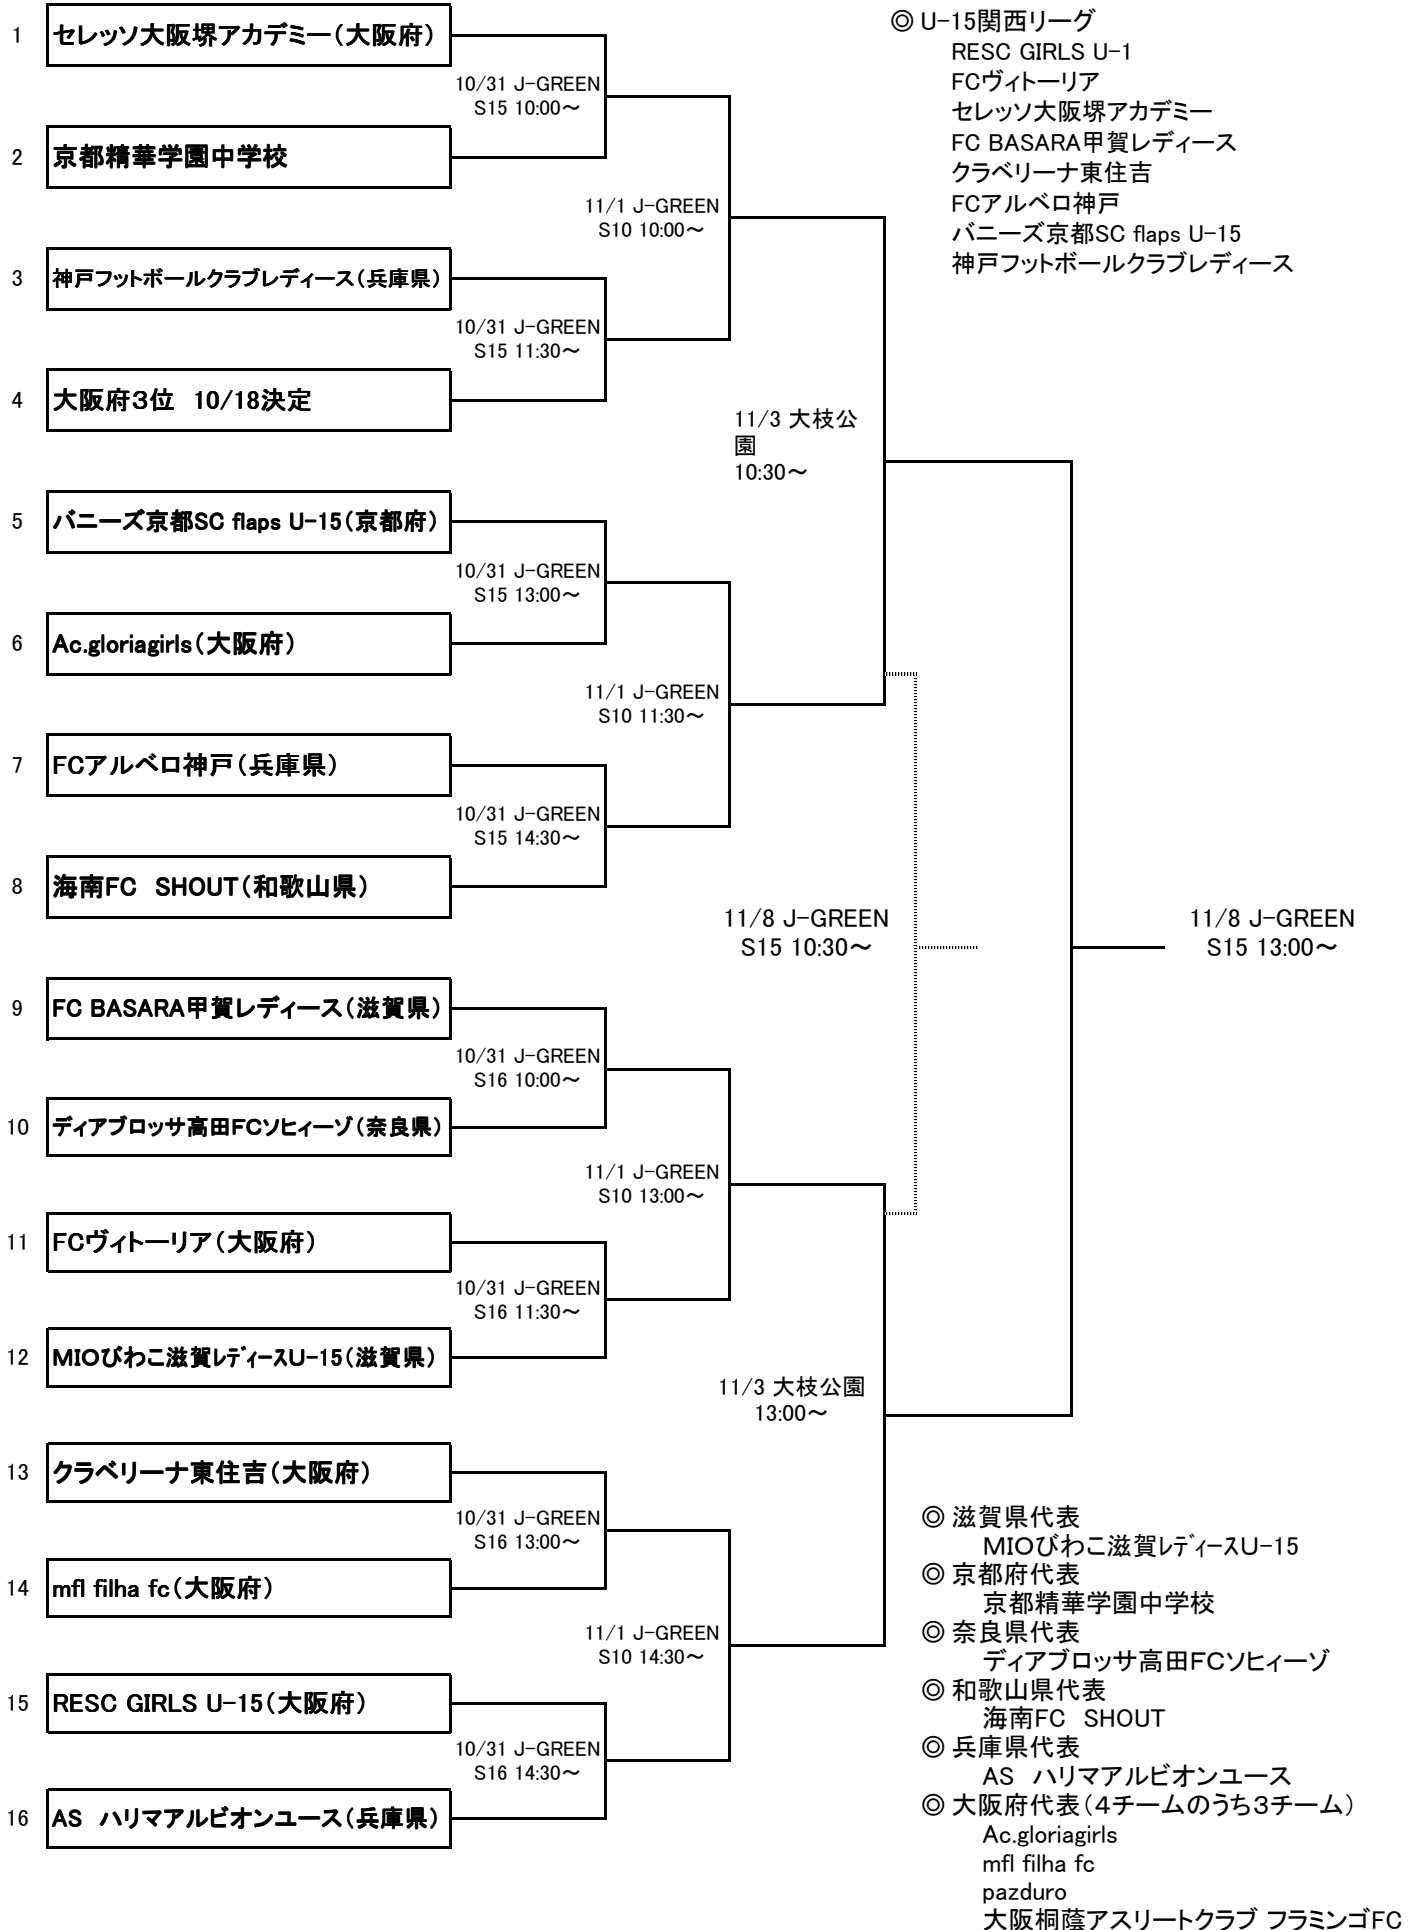 1 セレッソ大阪堺アカデミー（大阪府）
10/31 J-GREEN
S15 10:00～
2 京都精華学園中学校
11/1 J-GREEN
S10 10:00～
3 神戸フットボールクラブレディース（兵庫県）
10/31 J-GREEN
S15 11:30～
4 大阪府3位　10/18決定
11/3 大枝公
園
10:30～
5 バニーズ京都SC flaps U-15（京都府）
10/31 J-GREEN
S15 13:00～
6 Ac.gloriagirls（大阪府）
11/1 J-GREEN
S10 11:30～
7 FCアルベロ神戸（兵庫県）
10/31 J-GREEN
S15 14:30～
8 海南FC　SHOUT（和歌山県）
11/8 J-GREEN
S15 10:30～
11/8 J-GREEN
S15 13:00～
9 FC BASARA甲賀レディース（滋賀県）
10/31 J-GREEN
S16 10:00～
10 ディアブロッサ高田FCソヒィーゾ（奈良県）
11/1 J-GREEN
S10 13:00～
11 FCヴィトーリア（大阪府）
10/31 J-GREEN
S16 11:30～
12 MIOびわこ滋賀ﾚﾃﾞｨｰｽU-15（滋賀県）
11/3 大枝公園
13:00～
13 クラベリーナ東住吉（大阪府）
10/31 J-GREEN
S16 13:00～
14 mfl filha fc（大阪府）
11/1 J-GREEN
S10 14:30～
15 RESC GIRLS U-15（大阪府）
10/31 J-GREEN
S16 14:30～
16 AS　ハリマアルビオンユース（兵庫県）
◎ U-15関西リーグ
RESC GIRLS U-1
FCヴィトーリア
セレッソ大阪堺アカデミー
FC BASARA甲賀レディース
クラベリーナ東住吉
FCアルベロ神戸
バニーズ京都SC flaps U-15
神戸フットボールクラブレディース
◎ 滋賀県代表
MIOびわこ滋賀ﾚﾃﾞｨｰｽU-15
◎ 京都府代表
京都精華学園中学校
◎ 奈良県代表
ディアブロッサ高田FCソヒィーゾ
◎ 和歌山県代表
海南FC　SHOUT
◎ 兵庫県代表
AS　ハリマアルビオンユース
◎ 大阪府代表（4チームのうち3チーム）
Ac.gloriagirls
mfl filha fc
pazduro
大阪桐蔭アスリートクラブ フラミンゴFC